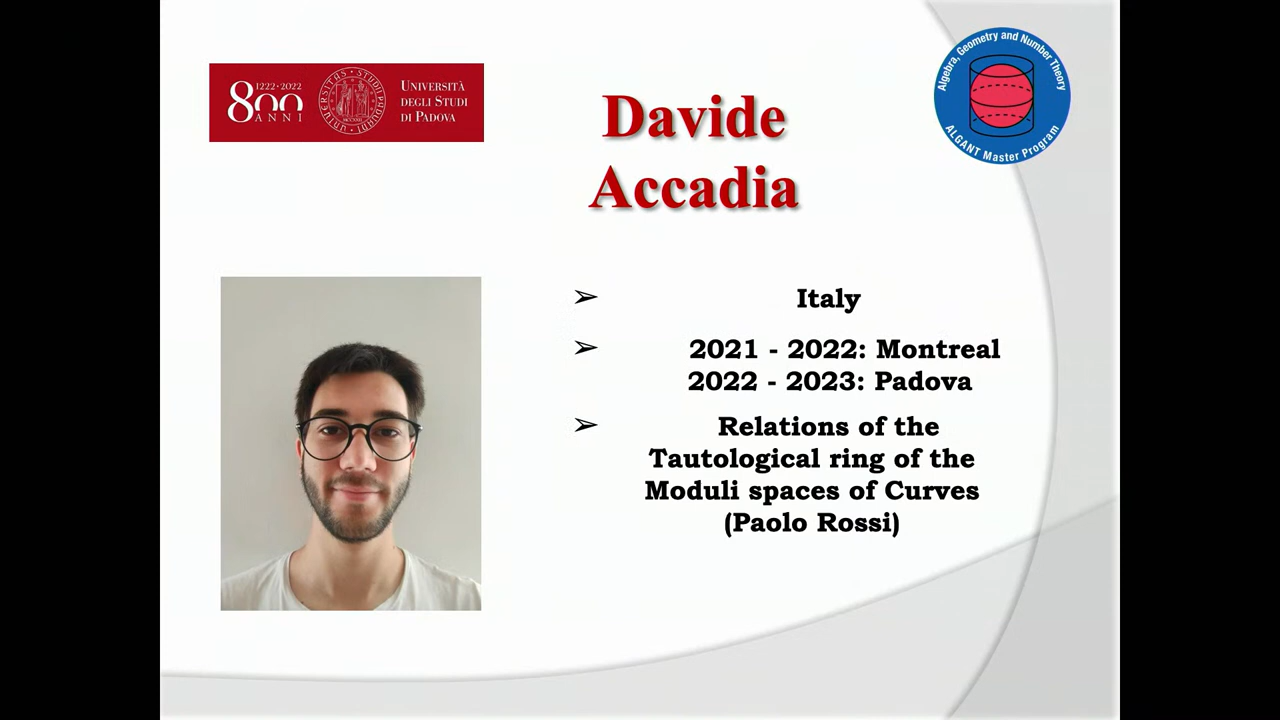 800
1222·2022
ANNI
UNIVERSITÀ
DEGLI STUDI
DI PADOVA
Algebra, Geometry and Number Theory
ALGANT Master Program
Davide
Accadia
➢ Italy
➢ 2021 - 2022: Montreal
2022 - 2023: Padova
➢ Relations of the
Tautological ring of the
Moduli spaces of Curves
(Paolo Rossi)